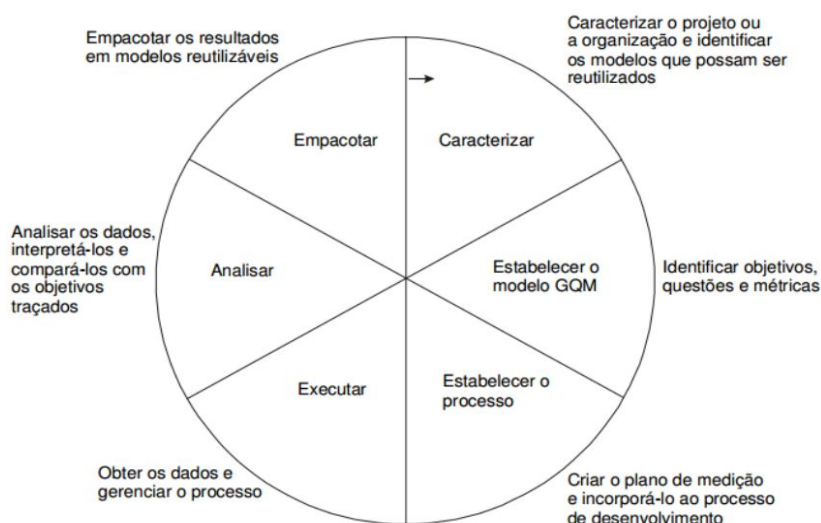 Empacotar os resultados
em modelos reutilizáveis
Caracterizar o projeto ou
a organização e identificar
os modelos que possam ser
reutilizados
Empacotar
Caracterizar
Analisar os dados,
interpretá-los e
compará-los com
os objetivos
traçados
Analisar
Estabelecer o
modelo GQM
Identificar objetivos,
questões e métricas
Executar
Estabelecer o
processo
Obter os dados e
gerenciar o processo
Criar o plano de medição
e incorporá-lo ao processo
de desenvolvimento